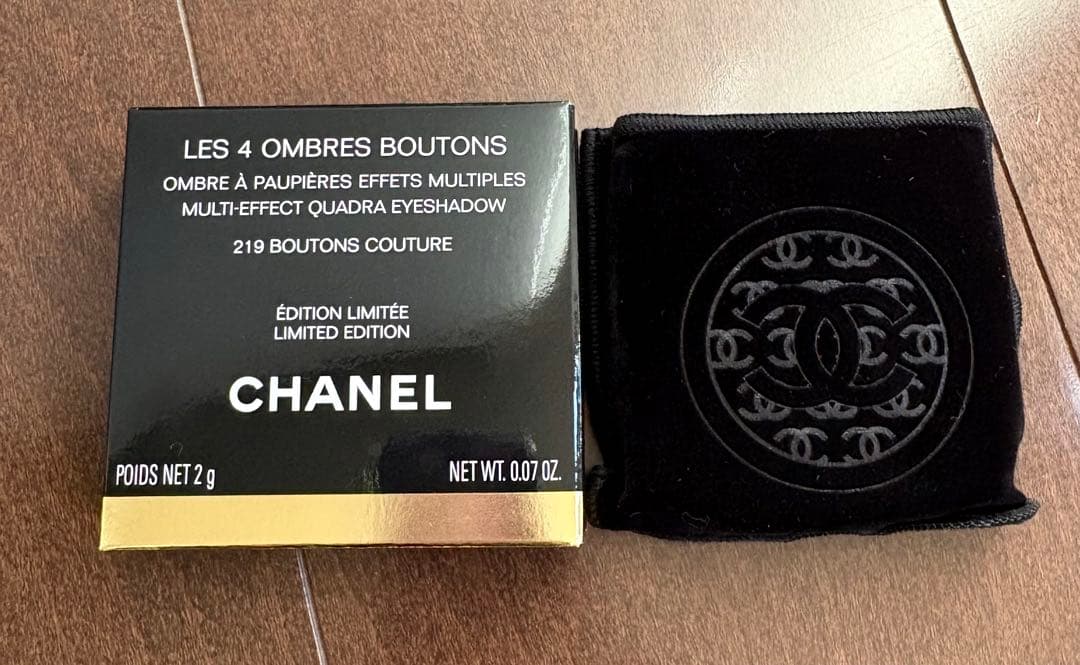 LES 4 OMBRES BOUTONS
OMBRE À PAUPIÈRES EFFETS MULTIPLES
MULTI-EFFECT QUADRA EYESHADOW
219 BOUTONS COUTURE
ÉDITION LIMITÉE
LIMITED EDITION
CHANEL
POIDS NET 2 g
NET WT. 0.07 OZ.